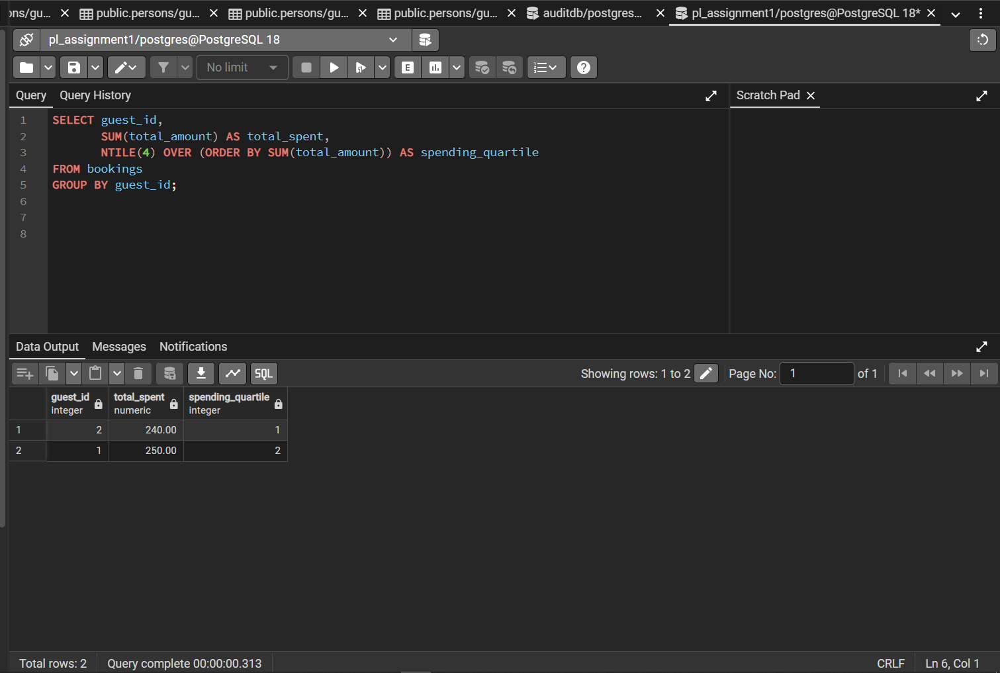 ons/gu...
public.persons/gu...
public.persons/gu...
public.persons/gu...
auditdb/postgres...
pl_assignment1/postgres@PostgreSQL 18*
pl_assignment1/postgres@PostgreSQL 18
No limit
E
Query Query History
Scratch Pad
1 SELECT guest_id,
2 SUM(total_amount) AS total_spent,
3 NTILE(4) OVER (ORDER BY SUM(total_amount)) AS spending_quartile
4 FROM bookings
5 GROUP BY guest_id;
6
7
8
Data Output Messages Notifications
SQL
Showing rows: 1 to 2
Page No: 1 of 1
guest_id total_spent spending_quartile
integer numeric integer
1 2 240.00 1
2 1 250.00 2
Total rows: 2 Query complete 00:00:00.313
CRLF Ln 6, Col 1